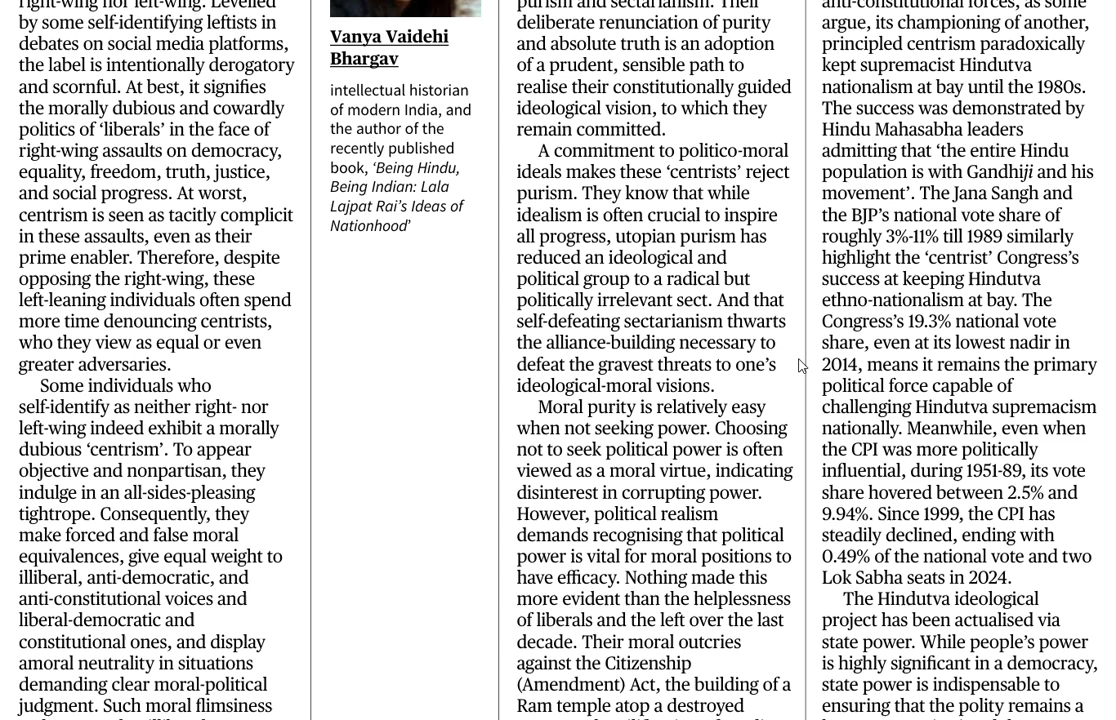 right-wing nor left-wing. Levelled
by some self-identifying leftists in
debates on social media platforms,
the label is intentionally derogatory
and scornful. At best, it signifies
the morally dubious and cowardly
politics of ‘liberals’ in the face of
right-wing assaults on democracy,
equality, freedom, truth, justice,
and social progress. At worst,
centrism is seen as tacitly complicit
in these assaults, even as their
prime enabler. Therefore, despite
opposing the right-wing, these
left-leaning individuals often spend
more time denouncing centrists,
who they view as equal or even
greater adversaries.
Some individuals who
self-identify as neither right- nor
left-wing indeed exhibit a morally
dubious ‘centrism’. To appear
objective and nonpartisan, they
indulge in an all-sides-pleasing
tightrope. Consequently, they
make forced and false moral
equivalences, give equal weight to
illiberal, anti-democratic, and
anti-constitutional voices and
liberal-democratic and
constitutional ones, and display
amoral neutrality in situations
demanding clear moral-political
judgment. Such moral flimsiness
Vanya Vaidehi
Bhargav
intellectual historian
of modern India, and
the author of the
recently published
book, ‘Being Hindu,
Being Indian: Lala
Lajpat Rai’s Ideas of
Nationhood’
purism and sectarianism. Their
deliberate renunciation of purity
and absolute truth is an adoption
of a prudent, sensible path to
realise their constitutionally guided
ideological vision, to which they
remain committed.
A commitment to politico-moral
ideals makes these ‘centrists’ reject
purism. They know that while
idealism is often crucial to inspire
all progress, utopian purism has
reduced an ideological and
political group to a radical but
politically irrelevant sect. And that
self-defeating sectarianism thwarts
the alliance-building necessary to
defeat the gravest threats to one’s
ideological-moral visions.
Moral purity is relatively easy
when not seeking power. Choosing
not to seek political power is often
viewed as a moral virtue, indicating
disinterest in corrupting power.
However, political realism
demands recognising that political
power is vital for moral positions to
have efficacy. Nothing made this
more evident than the helplessness
of liberals and the left over the last
decade. Their moral outcries
against the Citizenship
(Amendment) Act, the building of a
Ram temple atop a destroyed
anti-constitutional forces, as some
argue, its championing of another,
principled centrism paradoxically
kept supremacist Hindutva
nationalism at bay until the 1980s.
The success was demonstrated by
Hindu Mahasabha leaders
admitting that ‘the entire Hindu
population is with Gandhiji and his
movement’. The Jana Sangh and
the BJP’s national vote share of
roughly 3%-11% till 1989 similarly
highlight the ‘centrist’ Congress’s
success at keeping Hindutva
ethno-nationalism at bay. The
Congress’s 19.3% national vote
share, even at its lowest nadir in
2014, means it remains the primary
political force capable of
challenging Hindutva supremacism
nationally. Meanwhile, even when
the CPI was more politically
influential, during 1951-89, its vote
share hovered between 2.5% and
9.94%. Since 1999, the CPI has
steadily declined, ending with
0.49% of the national vote and two
Lok Sabha seats in 2024.
The Hindutva ideological
project has been actualised via
state power. While people’s power
is highly significant in a democracy,
state power is indispensable to
ensuring that the polity remains a